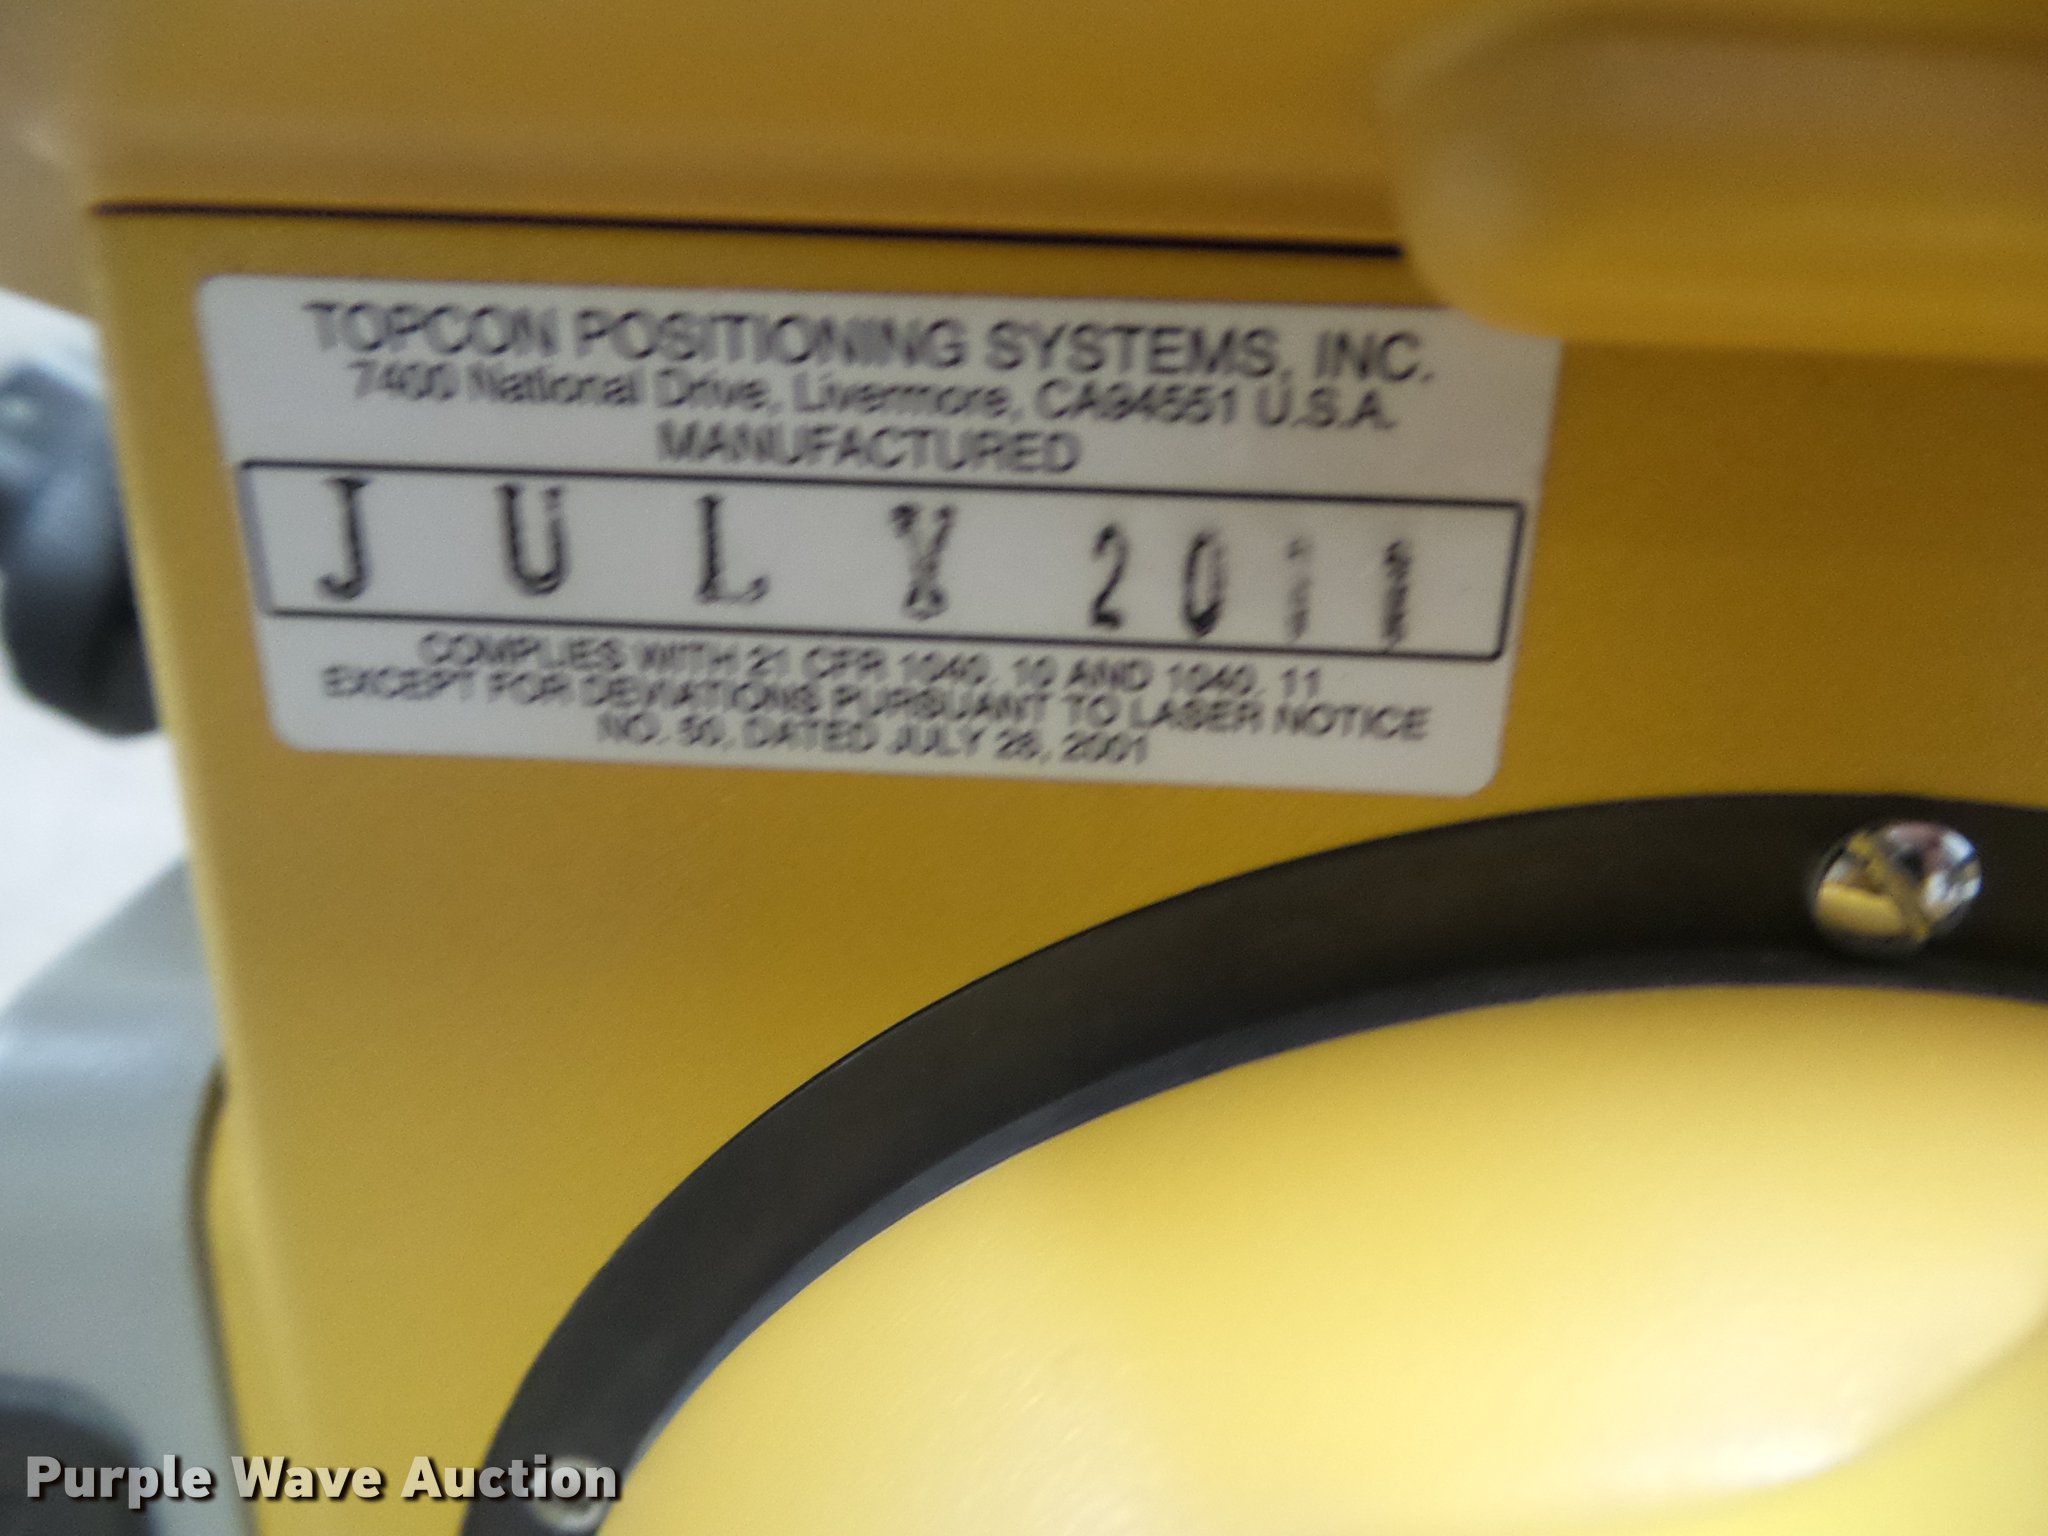 TOPCON POSITIONING SYSTEMS, INC.
7400 National Drive, Livermore, CA94551 U.S.A.
MANUFACTURED
JULY 2011
COMPLIES WITH 21 CFR 1040. 10 AND 1040. 11
EXCEPT FOR DEVIATIONS PURSUANT TO LASER NOTICE
NO. 50, DATED JULY 26, 2001
Purple Wave Auction